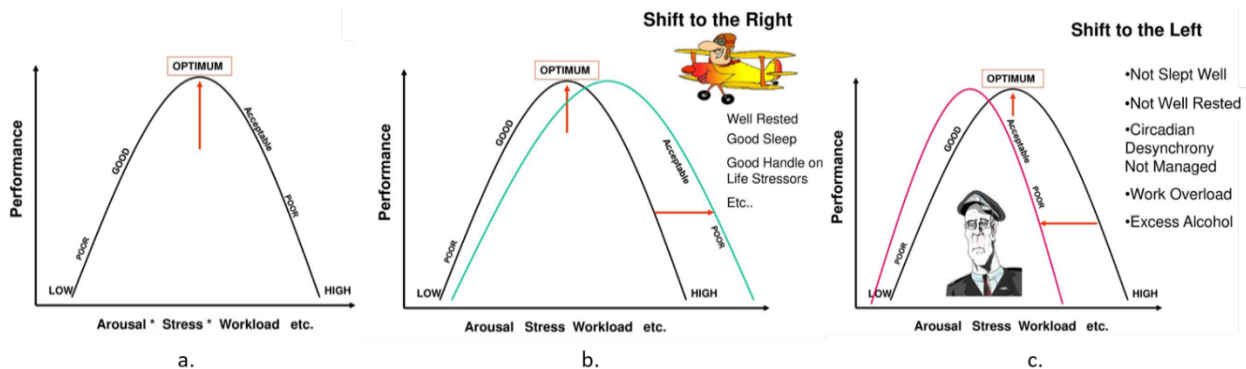 OPTIMUM
GOOD
Acceptable
POOR
POOR
LOW
HIGH
Performance
Arousal * Stress * Workload etc.
a.
Shift to the Right
OPTIMUM
GOOD
Acceptable
POOR
POOR
LOW
HIGH
Performance
Well Rested
Good Sleep
Good Handle on
Life Stressors
Etc..
Arousal Stress Workload etc.
b.
Shift to the Left
OPTIMUM
GOOD
Acceptable
POOR
POOR
LOW
HIGH
Performance
•Not Slept Well
•Not Well Rested
•Circadian
Desynchrony
Not Managed
•Work Overload
•Excess Alcohol
Arousal Stress Workload etc.
c.